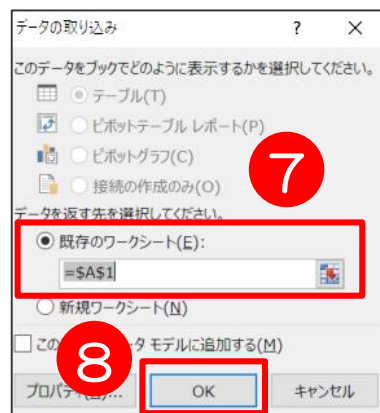 データの取り込み ? ×
このデータをブックでどのように表示するかを選択してください。
テーブル(T)
ピボットテーブル レポート(P)
ピボットグラフ(C)
接続の作成のみ(O)
7
データを返す先を選択してください。
既存のワークシート(E):
=$A$1
新規ワークシート(N)
この タ モデルに追加する(M)
8
プロパティ ... OK キャンセル